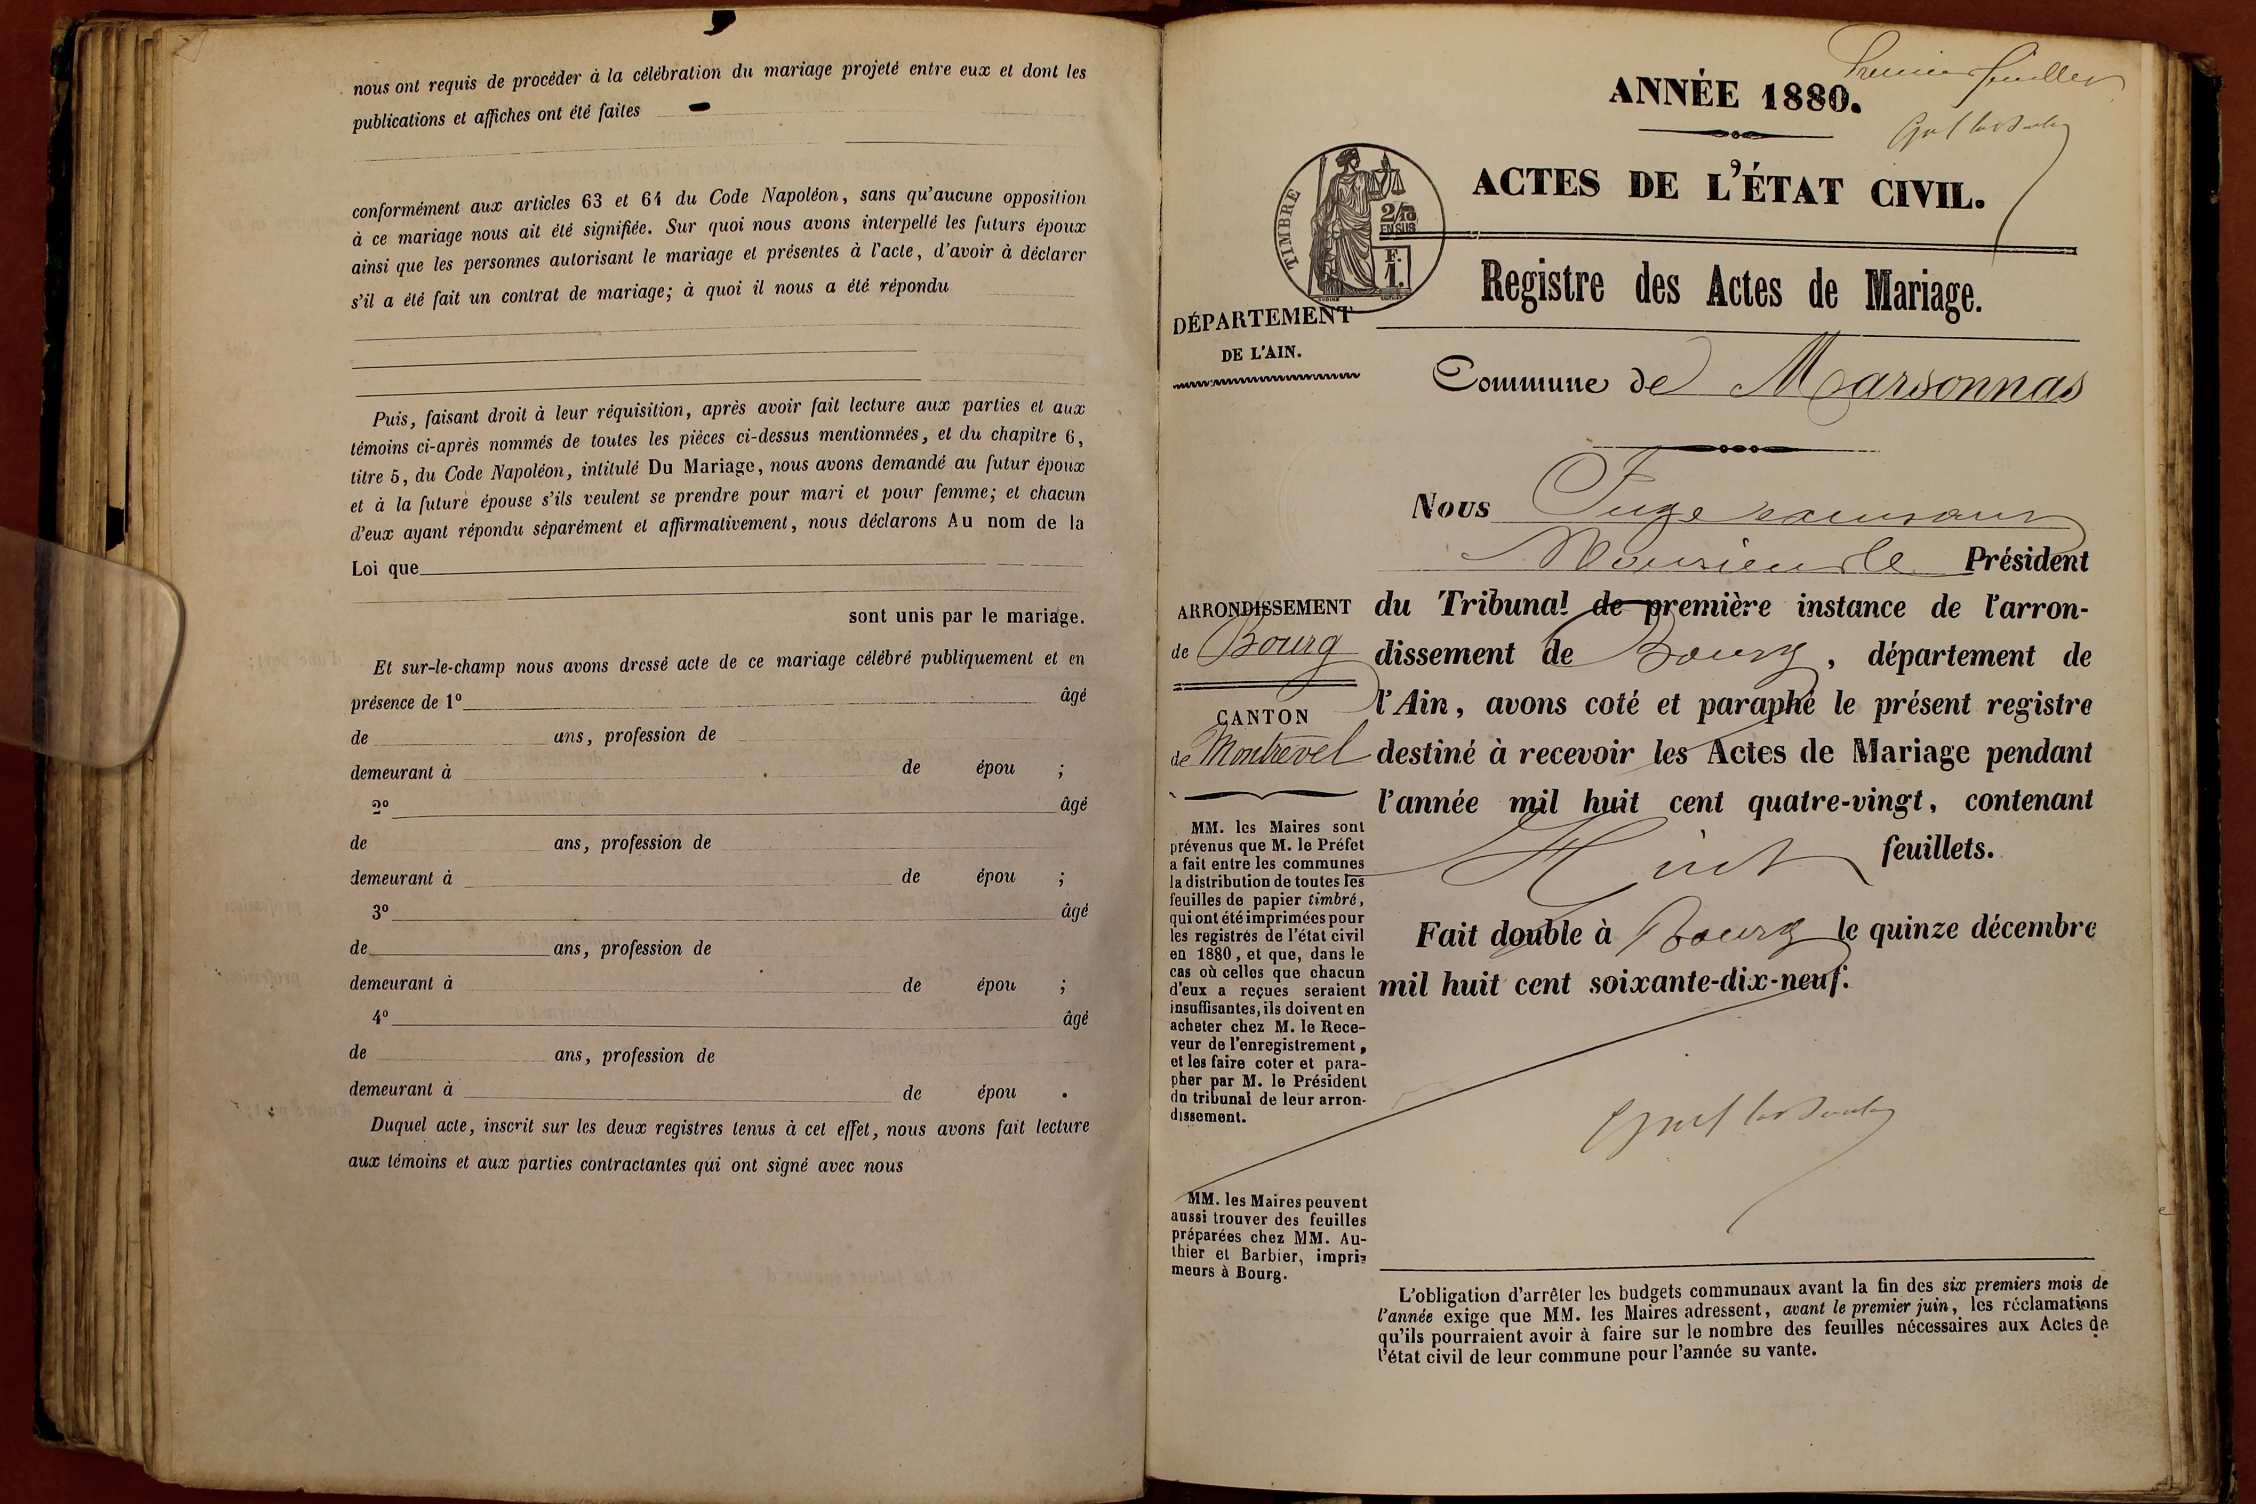 nous ont requis de procéder à la célébration du mariage projeté entre eux et dont les
publications et affiches ont été faites
conformément aux articles 63 et 64 du Code Napoléon, sans qu'aucune opposition
à ce mariage nous ait été signifiée. Sur quoi nous avons interpellé les futurs époux
ainsi que les personnes autorisant le mariage et présentes à l'acte, d'avoir à déclarer
s'il a été fait un contrat de mariage; à quoi il nous a été répondu
Puis, faisant droit à leur réquisition, après avoir fait lecture aux parties et aux
témoins ci-après nommés de toutes les pièces ci-dessus mentionnées, et du chapitre 6,
titre 5, du Code Napoléon, intitulé Du Mariage, nous avons demandé au futur époux
et à la future épouse s'ils veulent se prendre pour mari et pour femme; et chacun
d'eux ayant répondu séparément et affirmativement, nous déclarons Au nom de la
Loi que
sont unis par le mariage.
Et sur-le-champ nous avons dressé acte de ce mariage célébré publiquement et en
présence de 1° âgé
de ans, profession de
demeurant à de épou ;
2° âgé
de ans, profession de
demeurant à de épou ;
3° âgé
de ans, profession de
demeurant à de épou ;
4° âgé
de ans, profession de
demeurant à de épou .
Duquel acte, inscrit sur les deux registres tenus à cet effet, nous avons fait lecture
aux témoins et aux parties contractantes qui ont signé avec nous
Premier feuillet
ANNÉE 1880.
ACTES DE L'ÉTAT CIVIL.
TIMBRE
2/10
EN SUS
F.
1.
Registre des Actes de Mariage.
DÉPARTEMENT
DE L'AIN.
Commune de Marsonnas
ARRONDISSEMENT
de Bourg
CANTON
de Montrevel
MM. les Maires sont
prévenus que M. le Préfet
a fait entre les communes
la distribution de toutes les
feuilles de papier timbré,
qui ont été imprimées pour
les registres de l'état civil
en 1880, et que, dans le
cas où celles que chacun
d'eux a reçues seraient
insuffisantes, ils doivent en
acheter chez M. le Rece-
veur de l'enregistrement,
et les faire coter et para-
pher par M. le Président
du tribunal de leur arron-
dissement.
MM. les Maires peuvent
aussi trouver des feuilles
préparées chez MM. Au-
thier et Barbier, impri-
meurs à Bourg.
Nous Juge remplaçant
Monsieur le Président
du Tribunal de première instance de l'arron-
dissement de Bourg, département de
l'Ain, avons coté et paraphé le présent registre
destiné à recevoir les Actes de Mariage pendant
l'année mil huit cent quatre-vingt, contenant
Huit feuillets.
Fait double à Bourg le quinze décembre
mil huit cent soixante-dix-neuf.
L'obligation d'arrêter les budgets communaux avant la fin des six premiers mois de
l'année exige que MM. les Maires adressent, avant le premier juin, les réclamations
qu'ils pourraient avoir à faire sur le nombre des feuilles nécessaires aux Actes de
l'état civil de leur commune pour l'année su vante.